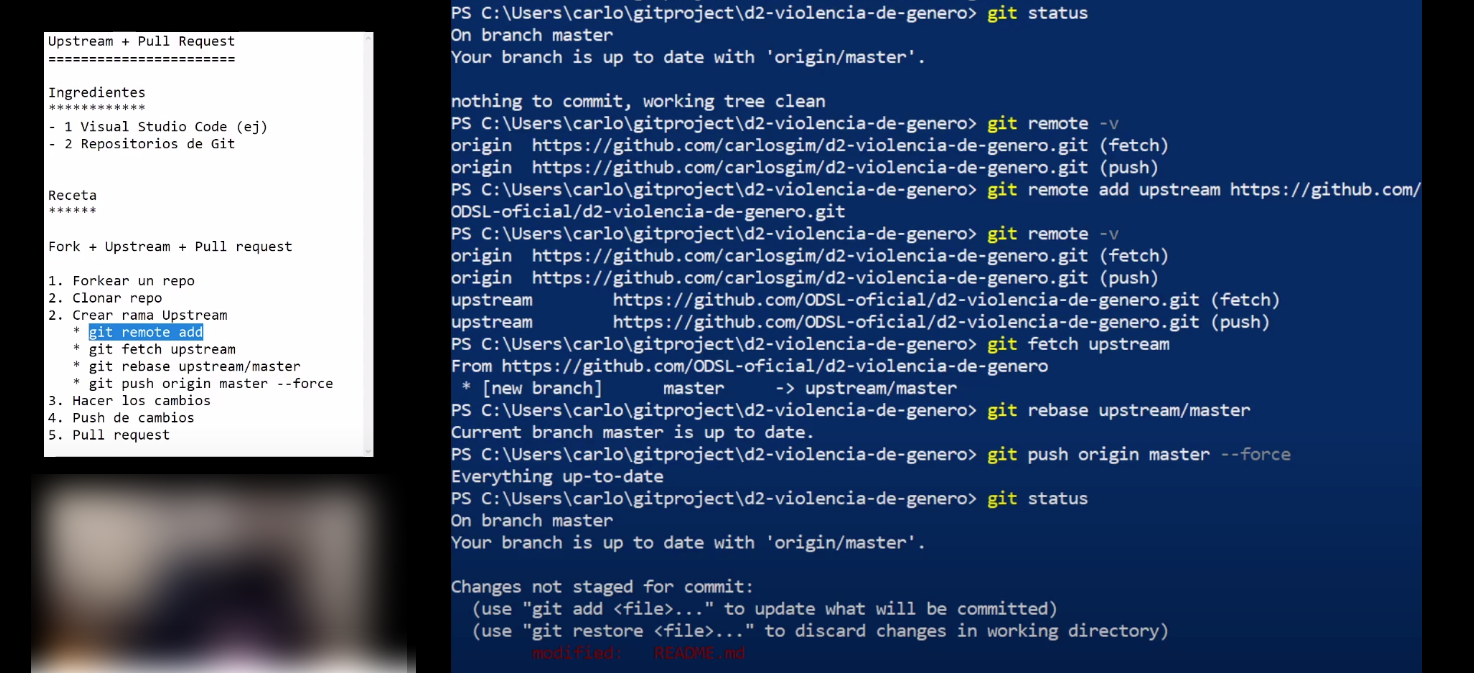 Upstream + Pull Request
=======================
Ingredientes
************
- 1 Visual Studio Code (ej)
- 2 Repositorios de Git
Receta
******
Fork + Upstream + Pull request
1. Forkear un repo
2. Clonar repo
2. Crear rama Upstream
* git remote add
* git fetch upstream
* git rebase upstream/master
* git push origin master --force
3. Hacer los cambios
4. Push de cambios
5. Pull request
PS C:\Users\carlo\gitproject\d2-violencia-de-genero> git status
On branch master
Your branch is up to date with 'origin/master'.
nothing to commit, working tree clean
PS C:\Users\carlo\gitproject\d2-violencia-de-genero> git remote -v
origin  https://github.com/carlosgim/d2-violencia-de-genero.git (fetch)
origin  https://github.com/carlosgim/d2-violencia-de-genero.git (push)
PS C:\Users\carlo\gitproject\d2-violencia-de-genero> git remote add upstream https://github.com/
ODSL-oficial/d2-violencia-de-genero.git
PS C:\Users\carlo\gitproject\d2-violencia-de-genero> git remote -v
origin  https://github.com/carlosgim/d2-violencia-de-genero.git (fetch)
origin  https://github.com/carlosgim/d2-violencia-de-genero.git (push)
upstream        https://github.com/ODSL-oficial/d2-violencia-de-genero.git (fetch)
upstream        https://github.com/ODSL-oficial/d2-violencia-de-genero.git (push)
PS C:\Users\carlo\gitproject\d2-violencia-de-genero> git fetch upstream
From https://github.com/ODSL-oficial/d2-violencia-de-genero
* [new branch]      master     -> upstream/master
PS C:\Users\carlo\gitproject\d2-violencia-de-genero> git rebase upstream/master
Current branch master is up to date.
PS C:\Users\carlo\gitproject\d2-violencia-de-genero> git push origin master --force
Everything up-to-date
PS C:\Users\carlo\gitproject\d2-violencia-de-genero> git status
On branch master
Your branch is up to date with 'origin/master'.
Changes not staged for commit:
(use "git add <file>..." to update what will be committed)
(use "git restore <file>..." to discard changes in working directory)
modified:   README.md